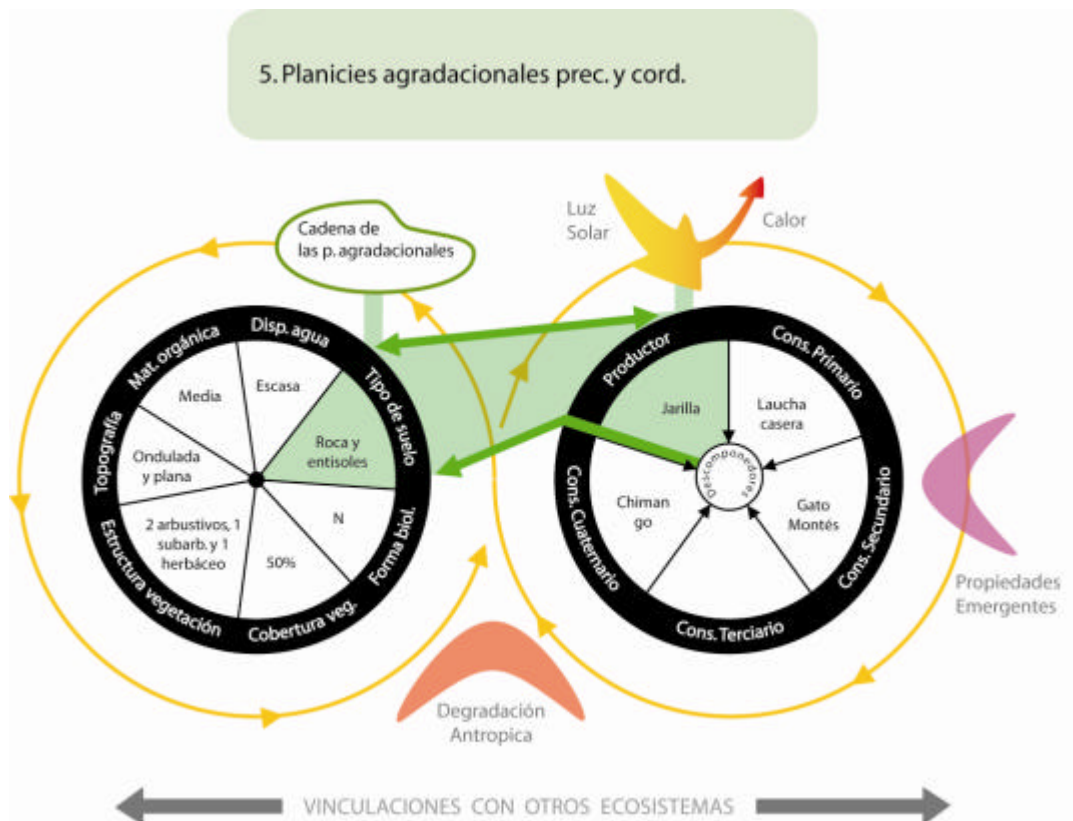 5. Planicies agradacionales prec. y cord.
Luz
Solar
Calor
Cadena de
las p. agradacionales
Disp. agua
Mat. orgánica
Tipo de suelo
Topografía
Forma biol.
Estructura vegetación
Cobertura veg.
Escasa
Media
Roca y
entisoles
Ondulada
y plana
N
2 arbustivos, 1
subarb. y 1
herbáceo
50%
Productor
Cons. Primario
Cons. Secundario
Cons. Terciario
Cons. Cuaternario
Jarilla
Laucha
casera
Descomponedores
Chiman
go
Gato
Montés
Propiedades
Emergentes
Degradación
Antropica
VINCULACIONES CON OTROS ECOSISTEMAS